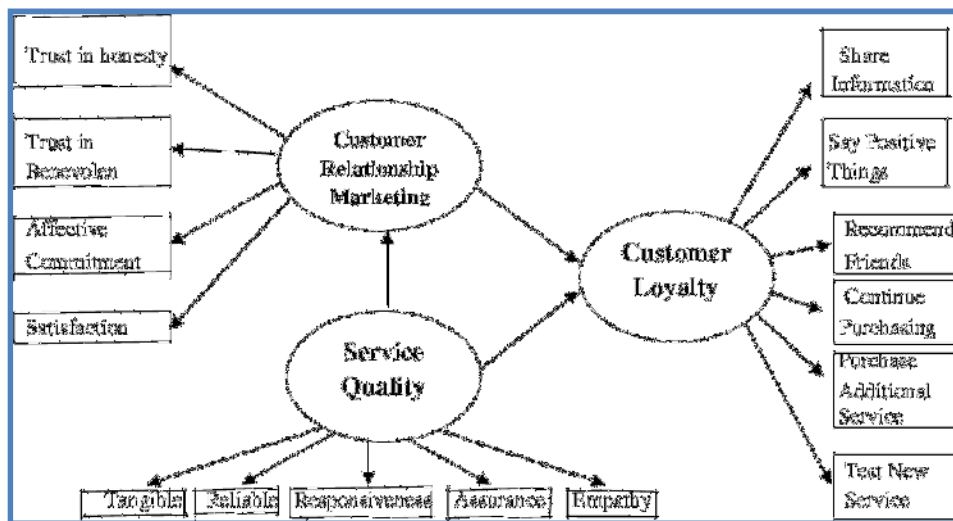 Trust in honesty
Trust in
Benevolen
Affective
Commitment
Satisfaction
Customer
Relationship
Marketing
Service
Quality
Customer
Loyalty
Share
Information
Say Positive
Things
Recommend
Friends
Continue
Purchasing
Purchase
Additional
Service
Test New
Service
Tangible
Reliable
Responsiveness
Assurance
Empathy